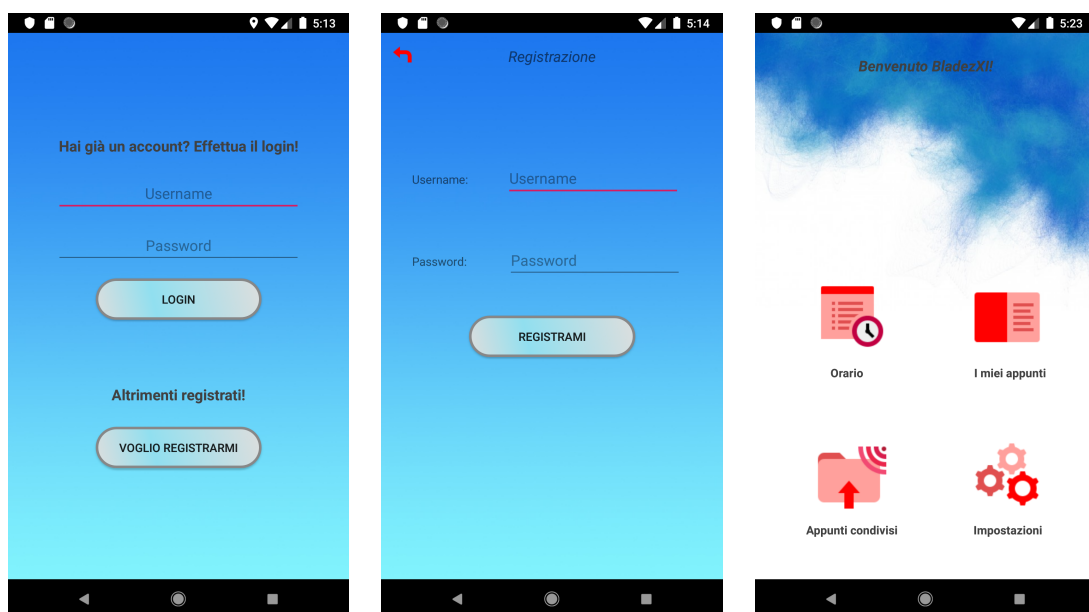 5:13
Hai già un account? Effettua il login!
Username
Password
LOGIN
Altrimenti registrati!
VOGLIO REGISTRARMI
5:14
Registrazione
Username: Username
Password: Password
REGISTRAMI
5:23
Benvenuto BladezXI!
Orario
I miei appunti
Appunti condivisi
Impostazioni